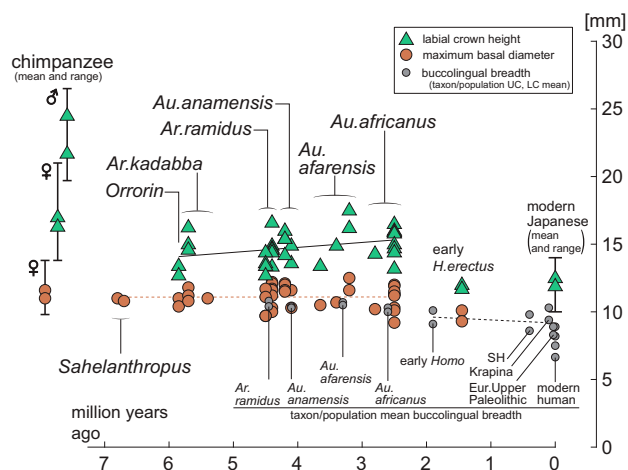 [mm]
labial crown height
maximum basal diameter
buccolingual breadth
(taxon/population UC, LC mean)
chimpanzee
(mean and range)
♂
♀
♀
Au.anamensis
Ar.ramidus
Ar.kadabba
Orrorin
Au.
afarensis
Au.africanus
early
H.erectus
modern
Japanese
(mean
and range)
30
25
20
15
10
5
0
Sahelanthropus
Ar.
ramidus
Au.
anamensis
Au.
afarensis
Au.
africanus
early Homo
SH
Krapina
Eur.Upper
Paleolithic
modern
human
taxon/population mean buccolingual breadth
million years
ago
7
6
5
4
3
2
1
0